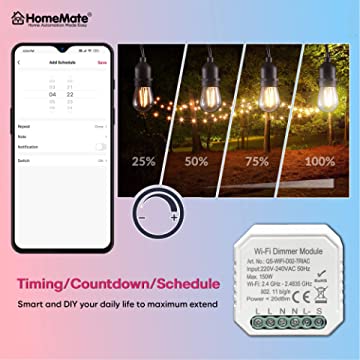 HomeMate®
Home Automation Made Easy
Add Schedule
Save
03 21
04 22
05 23
Repeat
Once >
Note
Notification
Switch
25%
50%
75%
100%
Timing/Countdown/Schedule
Smart and DIY your daily life to maximum extend
Wi-Fi Dimmer Module
Art. No.: QS-WIFI-D02-TRIAC
Input:220V-240VAC 50Hz
Max. 150W
Wi-Fi: 2.4 GHz - 2.4835 GHz
802. 11 b/g/n
Power < 20dBm
CE
RoHS
L L N N L- S